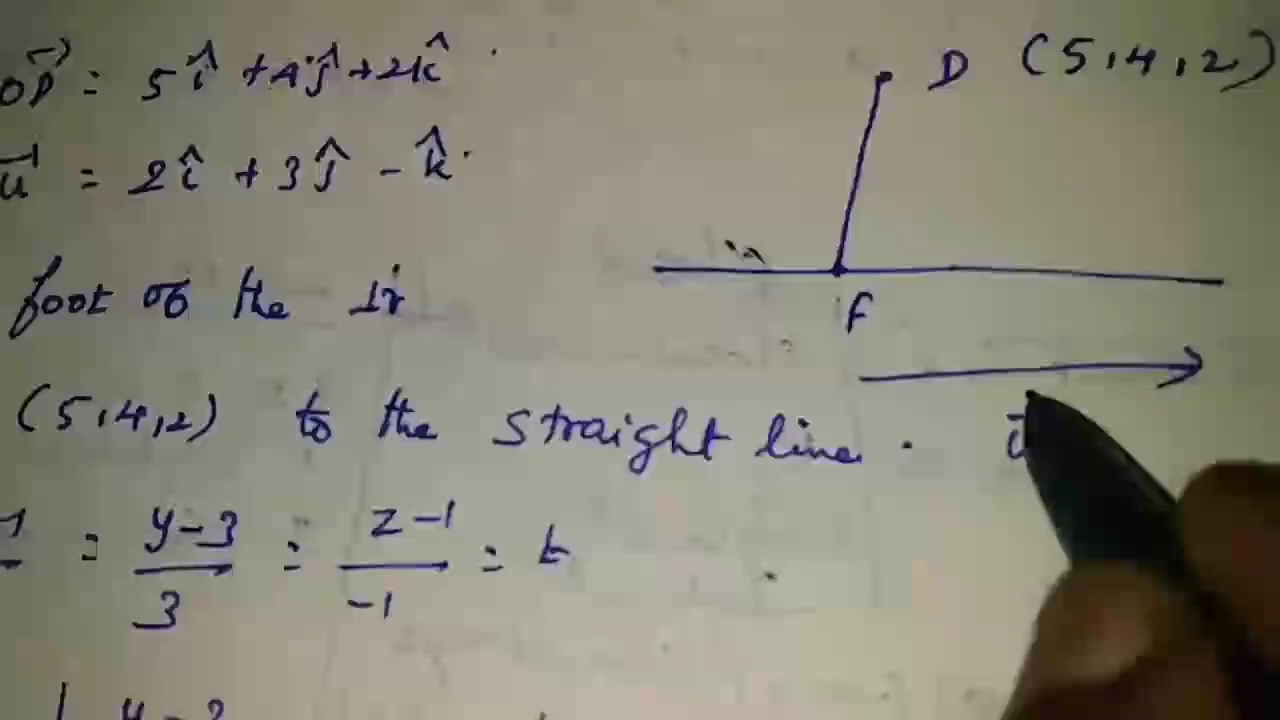 OD⃗ = 5î + 4ĵ + 2k̂
D (5,4,2)
u⃗ = 2î + 3ĵ - k̂
F
foot of the ⊥r
(5,4,2) to the straight line.
= y-3/3 = z-1/-1 = t